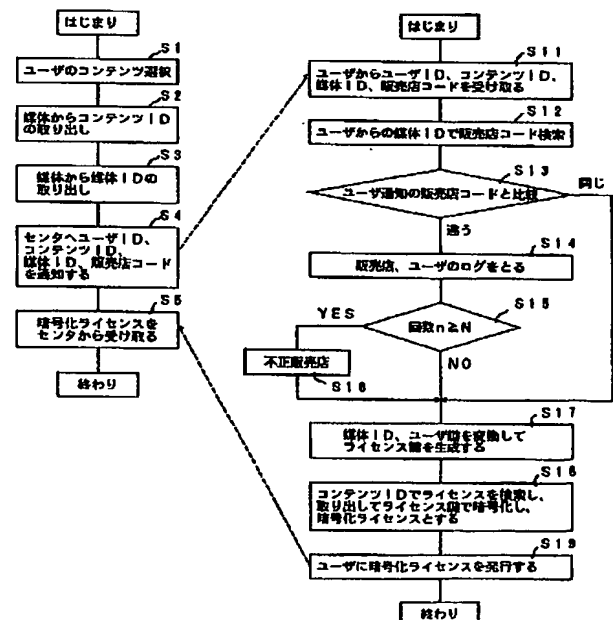 はじまり
S1
ユーザのコンテンツ選択
S2
媒体からコンテンツID
の取り出し
S3
媒体から媒体IDの
取り出し
S4
センタへユーザID、
コンテンツID、
媒体ID、販売店コード
を通知する
S5
暗号化ライセンスを
センタから受け取る
終わり
はじまり
S11
ユーザからユーザID、コンテンツID、
媒体ID、販売店コードを受け取る
S12
ユーザからの媒体IDで販売店コード検索
S13
ユーザ通知の販売店コードと比較
同じ
違う
S14
販売店、ユーザのログをとる
S15
回数n≧N
YES
NO
不正販売店
S16
S17
媒体ID、ユーザ鍵を変換して
ライセンス鍵を生成する
S18
コンテンツIDでライセンスを検索し、
取り出してライセンス鍵で暗号化し、
暗号化ライセンスとする
S19
ユーザに暗号化ライセンスを発行する
終わり